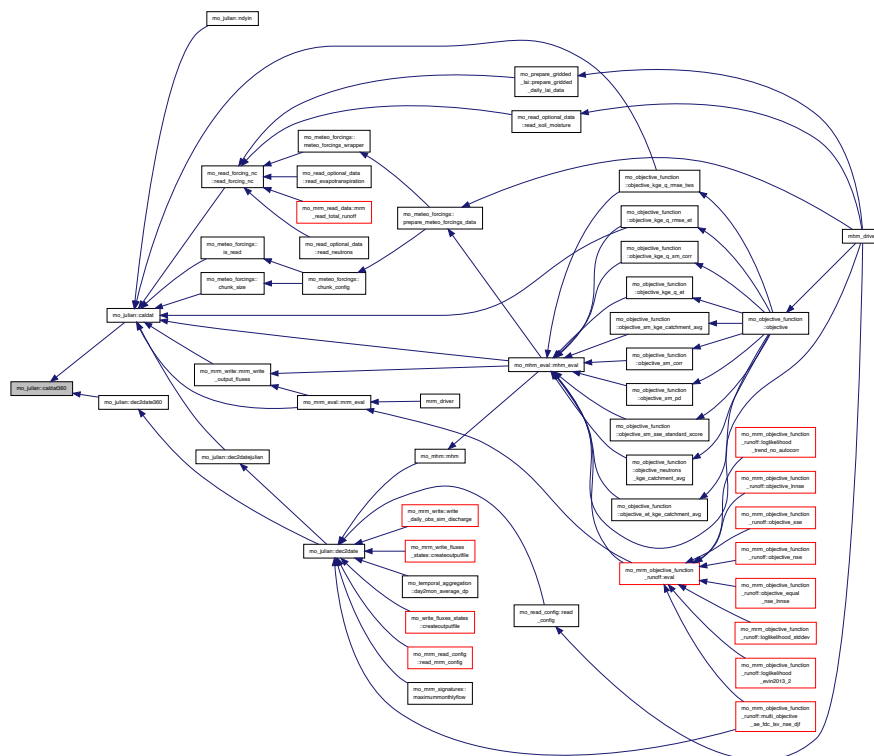 mo_julian::ndyin
mo_prepare_gridded
_lai::prepare_gridded
_daily_lai_data
mo_read_optional_data
::read_soil_moisture
mo_meteo_forcings::
meteo_forcings_wrapper
mo_read_forcing_nc
::read_forcing_nc
mo_read_optional_data
::read_evapotranspiration
mo_mrm_read_data::mrm
_read_total_runoff
mo_read_optional_data
::read_neutrons
mo_meteo_forcings::
prepare_meteo_forcings_data
mo_objective_function
::objective_kge_q_rmse_tws
mo_objective_function
::objective_kge_q_rmse_et
mhm_driver
mo_meteo_forcings::
is_read
mo_meteo_forcings::
chunk_size
mo_meteo_forcings::
chunk_config
mo_objective_function
::objective_kge_q_sm_corr
mo_objective_function
::objective_kge_q_et
mo_julian::caldat
mo_objective_function
::objective_sm_kge_catchment_avg
mo_objective_function
::objective
mo_objective_function
::objective_sm_corr
mo_mhm_eval::mhm_eval
mo_mrm_write::mrm_write
_output_fluxes
mo_julian::caldat360
mo_julian::dec2date360
mo_mrm_eval::mrm_eval
mrm_driver
mo_objective_function
::objective_sm_pd
mo_objective_function
::objective_sm_sse_standard_score
mo_julian::dec2datejulian
mo_mhm::mhm
mo_objective_function
::objective_neutrons
_kge_catchment_avg
mo_mrm_objective_function
_runoff::loglikelihood
_trend_no_autocorr
mo_mrm_objective_function
_runoff::objective_lnnse
mo_objective_function
::objective_et_kge_catchment_avg
mo_mrm_write::write
_daily_obs_sim_discharge
mo_mrm_objective_function
_runoff::objective_sse
mo_julian::dec2date
mo_mrm_write_fluxes
_states::createoutputfile
mo_mrm_objective_function
_runoff::objective_nse
mo_mrm_objective_function
_runoff::eval
mo_temporal_aggregation
::day2mon_average_dp
mo_mrm_objective_function
_runoff::objective_equal
_nse_lnnse
mo_write_fluxes_states
::createoutputfile
mo_read_config::read
_config
mo_mrm_objective_function
_runoff::loglikelihood_stddev
mo_mrm_read_config
::read_mrm_config
mo_mrm_objective_function
_runoff::loglikelihood
_evin2013_2
mo_mrm_signatures::
maximummonthlyflow
mo_mrm_objective_function
_runoff::multi_objective
_ae_fdc_lsv_nse_djf